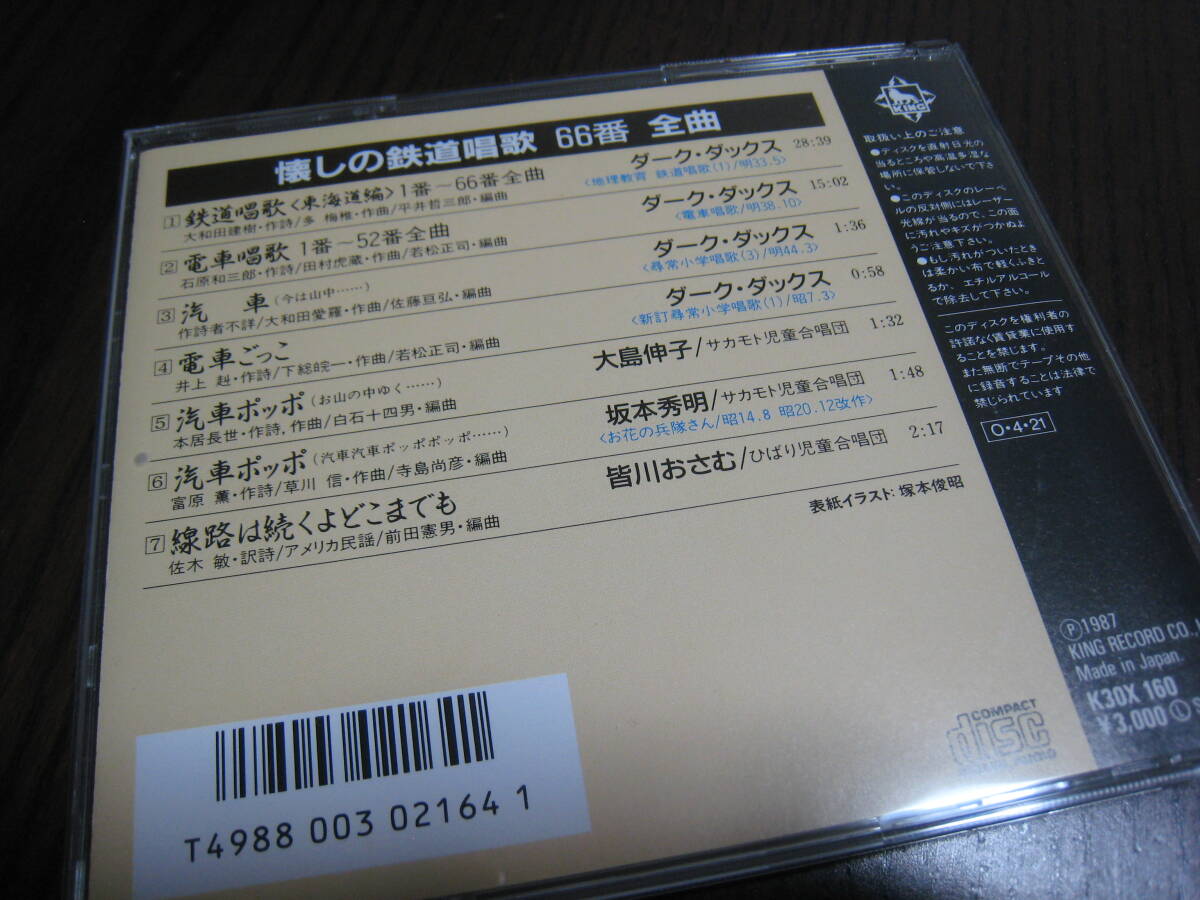 懐しの鉄道唱歌 66番 全曲
1 鉄道唱歌〈東海道編〉1番～66番全曲 ダーク・ダックス 28:39
大和田建樹・作詩/多 梅稚・作曲/平井哲三郎・編曲 〈地理教育 鉄道唱歌(1)/明33.5〉
2 電車唱歌 1番～52番全曲 ダーク・ダックス 15:02
石原和三郎・作詩/田村虎蔵・作曲/若松正司・編曲 〈電車唱歌/明38.10〉
3 汽 車(今は山中……) ダーク・ダックス 1:36
作詩者不詳/大和田愛羅・作曲/佐藤亘弘・編曲 〈尋常小学唱歌(3)/明44.3〉
4 電車ごっこ ダーク・ダックス 0:58
井上 赳・作詩/下総皖一・作曲/若松正司・編曲 〈新訂尋常小学唱歌(1)/昭7.3〉
5 汽車ポッポ(お山の中ゆく……) 大島伸子/サカモト児童合唱団 1:32
本居長世・作詩,作曲/白石十四男・編曲
6 汽車ポッポ(汽車汽車ポッポポッポ……) 坂本秀明/サカモト児童合唱団 1:48
富原 薫・作詩/草川 信・作曲/寺島尚彦・編曲 〈お花の兵隊さん/昭14.8 昭20.12改作〉
7 線路は続くよどこまでも 皆川おさむ/ひばり児童合唱団 2:17
佐木 敏・訳詩/アメリカ民謡/前田憲男・編曲
表紙イラスト:塚本俊昭
T4988 003 02164 1
COMPACT
disc
KING
取扱い上のご注意
●ディスクを直射日光の
当るところや高温多湿な
場所に保管しないで下さ
い。
●このディスクのレーベ
ルの反対側にはレーザー
光線が当るので、この面
に汚れやキズがつかぬよ
うご注意下さい。
●もし汚れがついたとき
は柔かい布で軽くふきと
るか、エチルアルコール
で除去して下さい。
このディスクを権利者の
許諾なく賃貸業に使用す
ることを禁じます。
また無断でテープその他
に録音することは法律で
禁じられています
O・4・21
Ⓟ1987
KING RECORD CO.,
Made in Japan.
K30X 160
¥3,000 Ⓛ